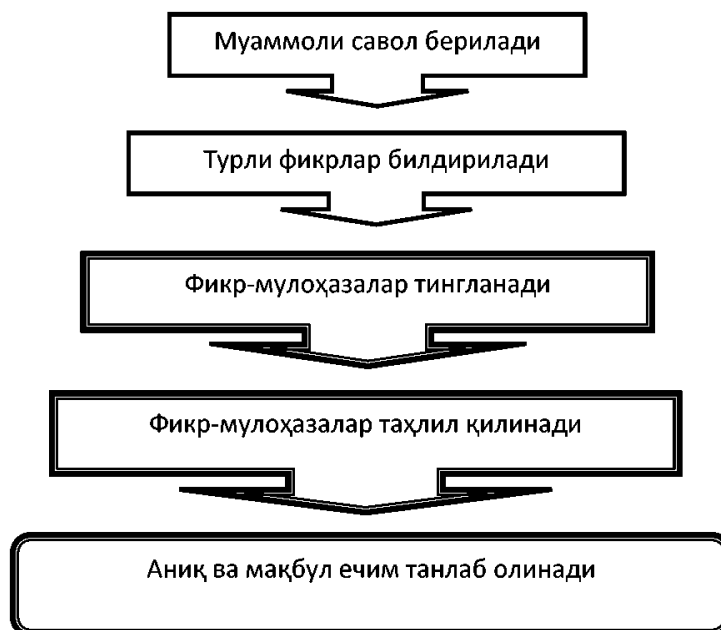 Муаммоли савол берилади
Турли фикрлар билдирилади
Фикр-мулоҳазалар тингланади
Фикр-мулоҳазалар таҳлил қилинади
Аниқ ва мақбул ечим танлаб олинади